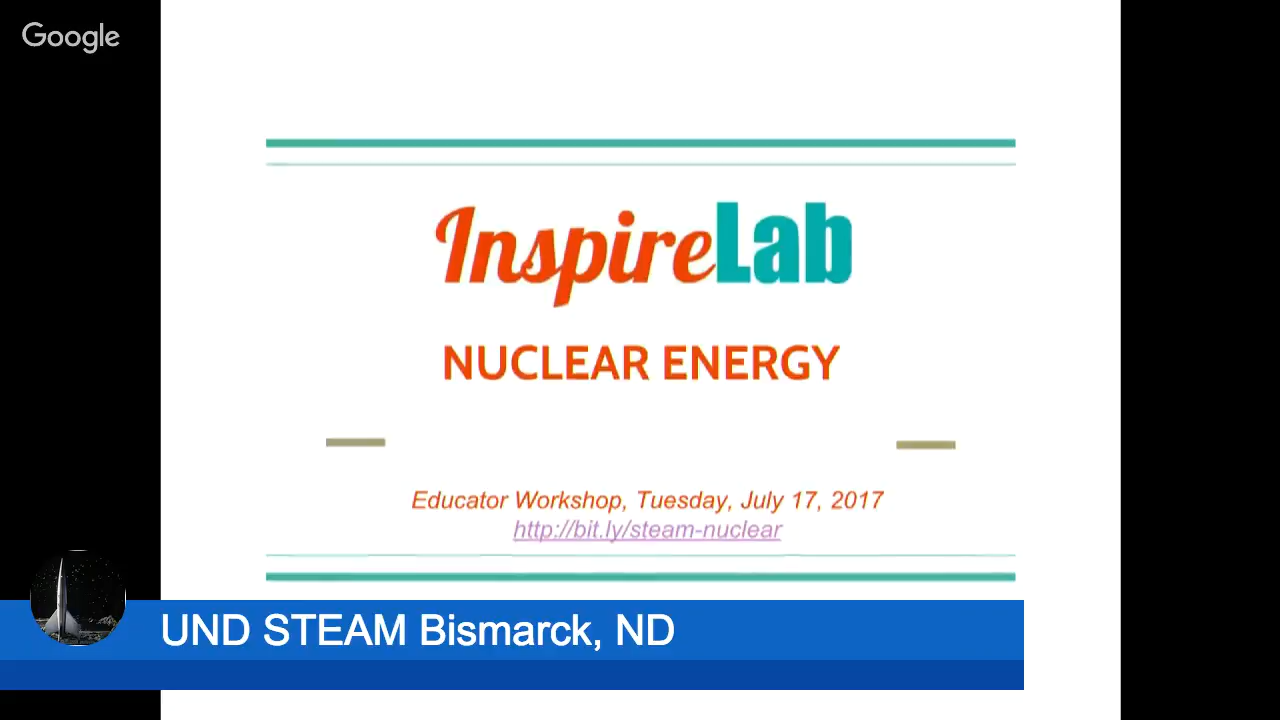 Google
InspireLab
NUCLEAR ENERGY
Educator Workshop, Tuesday, July 17, 2017
http://bit.ly/steam-nuclear
UND STEAM Bismarck, ND